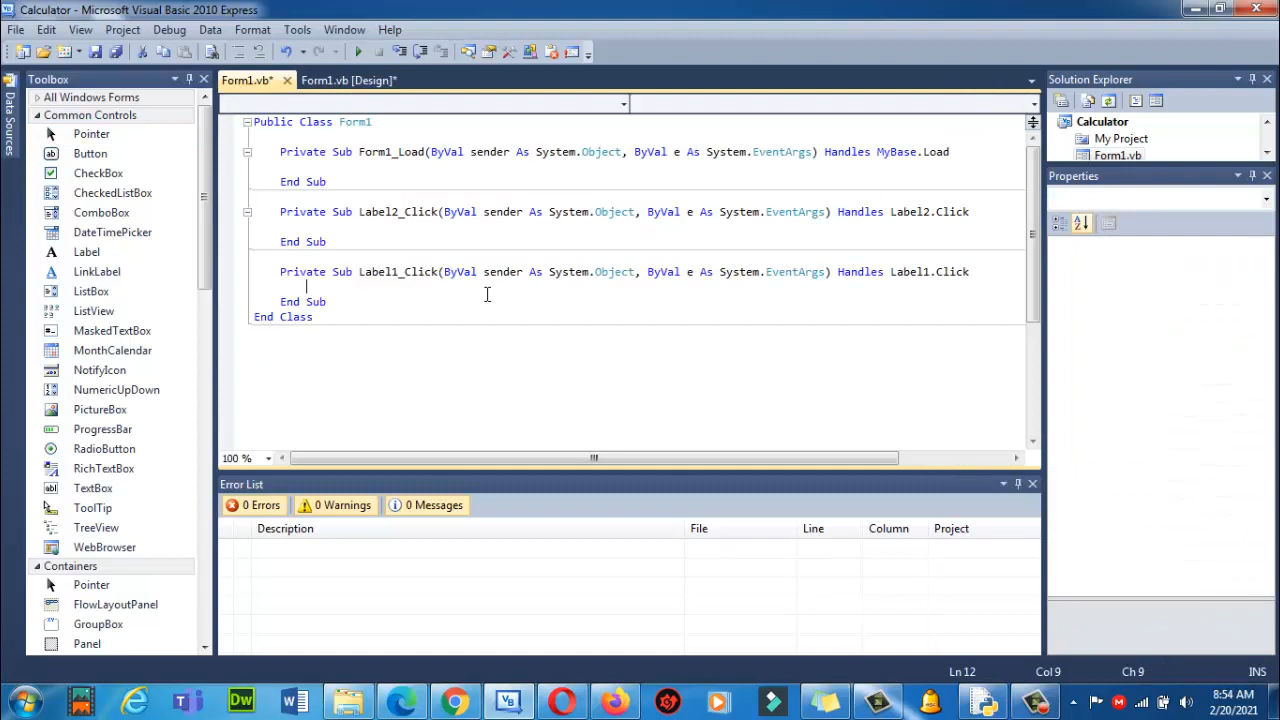 Calculator - Microsoft Visual Basic 2010 Express
File Edit View Project Debug Data Format Tools Window Help
Toolbox
All Windows Forms
Common Controls
Pointer
Button
CheckBox
CheckedListBox
ComboBox
DateTimePicker
Label
LinkLabel
ListBox
ListView
MaskedTextBox
MonthCalendar
NotifyIcon
NumericUpDown
PictureBox
ProgressBar
RadioButton
RichTextBox
TextBox
ToolTip
TreeView
WebBrowser
Containers
Pointer
FlowLayoutPanel
GroupBox
Panel
Data Sources
Form1.vb* Form1.vb [Design]*
Public Class Form1
Private Sub Form1_Load(ByVal sender As System.Object, ByVal e As System.EventArgs) Handles MyBase.Load
End Sub
Private Sub Label2_Click(ByVal sender As System.Object, ByVal e As System.EventArgs) Handles Label2.Click
End Sub
Private Sub Label1_Click(ByVal sender As System.Object, ByVal e As System.EventArgs) Handles Label1.Click
End Sub
End Class
100 %
Error List
0 Errors 0 Warnings 0 Messages
Description File Line Column Project
Solution Explorer
Calculator
My Project
Form1.vb
Properties
Ln 12 Col 9 Ch 9 INS
8:54 AM
2/20/2021